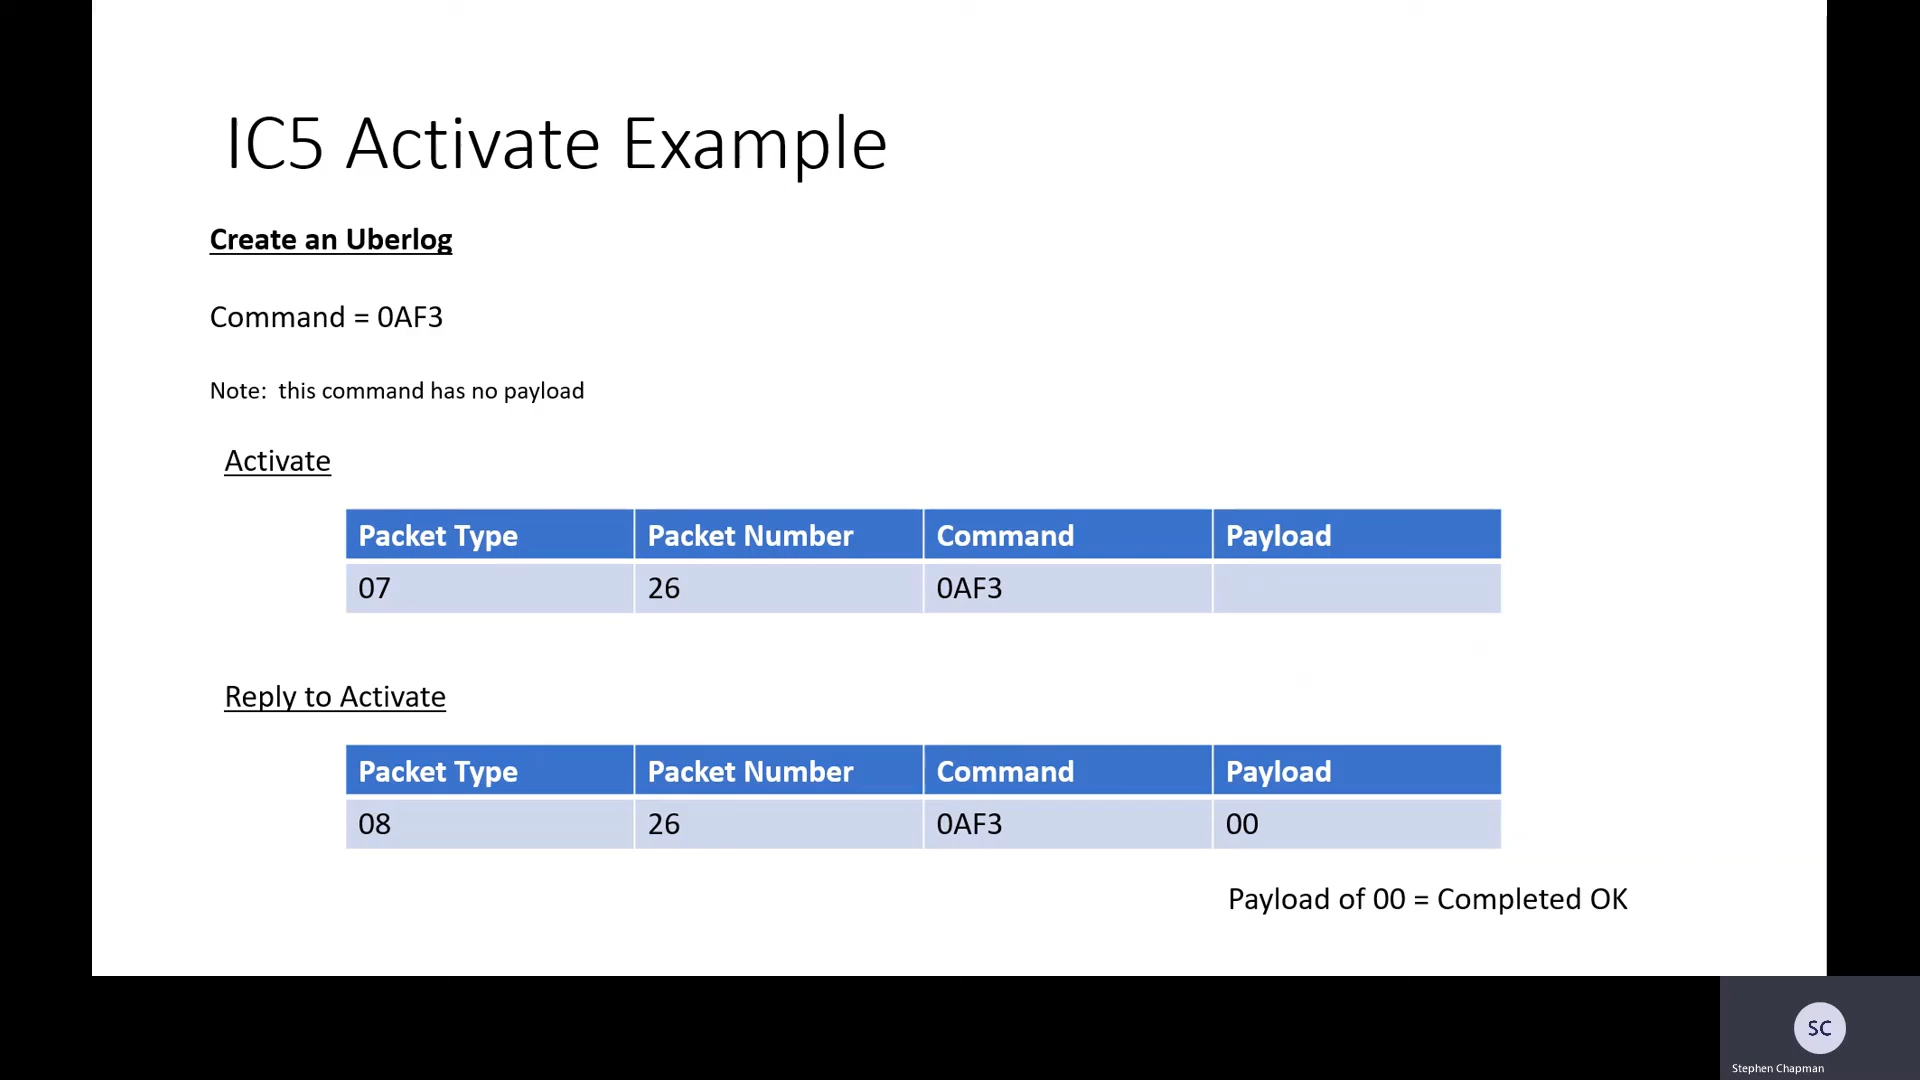 IC5 Activate Example
Create an Uberlog
Command = 0AF3
Note:  this command has no payload
Activate
Packet Type Packet Number Command Payload
07 26 0AF3
Reply to Activate
Packet Type Packet Number Command Payload
08 26 0AF3 00
Payload of 00 = Completed OK
SC
Stephen Chapman